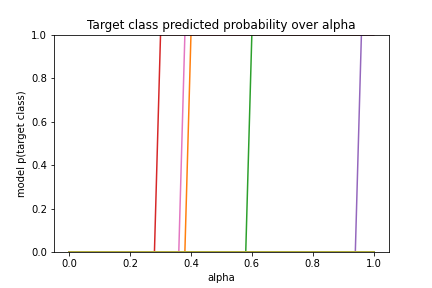 Target class predicted probability over alpha
model p(target class)
1.0
0.8
0.6
0.4
0.2
0.0
0.0 0.2 0.4 0.6 0.8 1.0
alpha